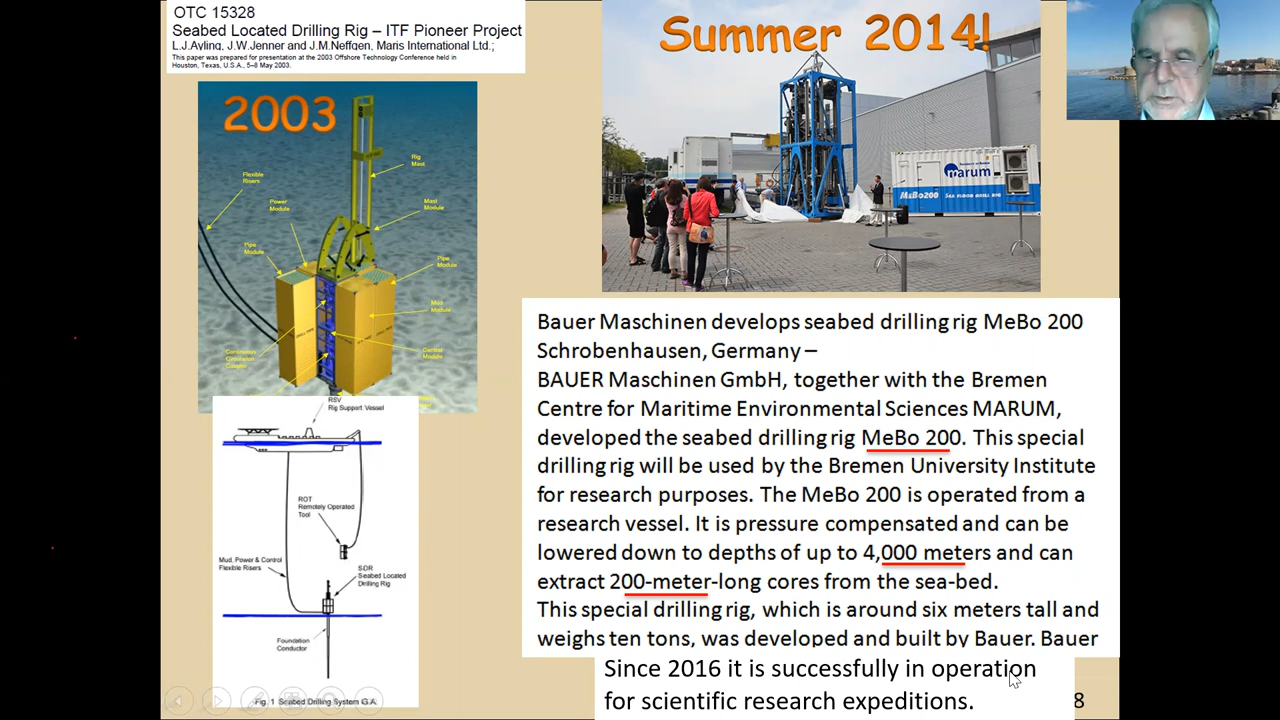 OTC 15328
Seabed Located Drilling Rig – ITF Pioneer Project
L.J.Ayling, J.W.Jenner and J.M.Neffgen, Maris International Ltd.;
This paper was prepared for presentation at the 2003 Offshore Technology Conference held in
Houston, Texas, U.S.A., 5–8 May 2003.
2003
Rig
Mast
Flexible
Risers
Power
Module
Mast
Module
Pipe
Module
Pipe
Module
Mud
Module
Control
Module
RSV
Rig Support Vessel
ROT
Remotely Operated
Tool
Mud, Power & Control
Flexible Risers
SDR
Seabed Located
Drilling Rig
Foundation
Conductor
Fig. 1 Seabed Drilling System G.A.
Summer 2014!
marum
MeBo200 SEA FLOOR DRILL RIG
Bauer Maschinen develops seabed drilling rig MeBo 200
Schrobenhausen, Germany –
BAUER Maschinen GmbH, together with the Bremen
Centre for Maritime Environmental Sciences MARUM,
developed the seabed drilling rig MeBo 200. This special
drilling rig will be used by the Bremen University Institute
for research purposes. The MeBo 200 is operated from a
research vessel. It is pressure compensated and can be
lowered down to depths of up to 4,000 meters and can
extract 200-meter-long cores from the sea-bed.
This special drilling rig, which is around six meters tall and
weighs ten tons, was developed and built by Bauer. Bauer
Since 2016 it is successfully in operation
for scientific research expeditions.
8